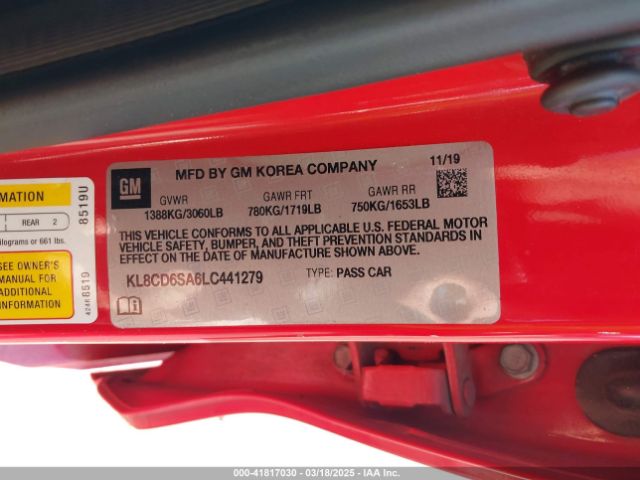 MATION
REAR 2
8519U
kilograms or 661 lbs.
SEE OWNER'S
MANUAL FOR
ADDITIONAL
INFORMATION
424R8519
GM
MFD BY GM KOREA COMPANY
11/19
GVWR
GAWR FRT
GAWR RR
1388KG/3060LB
780KG/1719LB
750KG/1653LB
THIS VEHICLE CONFORMS TO ALL APPLICABLE U.S. FEDERAL MOTOR
VEHICLE SAFETY, BUMPER, AND THEFT PREVENTION STANDARDS IN
EFFECT ON THE DATE OF MANUFACTURE SHOWN ABOVE.
KL8CD6SA6LC441279
TYPE: PASS CAR
000-41817030 — 03/18/2025 — IAA Inc.